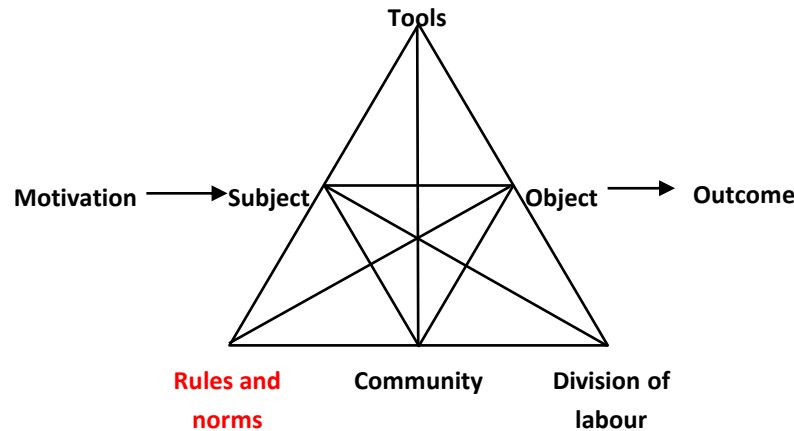 Tools
Motivation
Subject
Object
Outcome
Rules and
norms
Community
Division of
labour